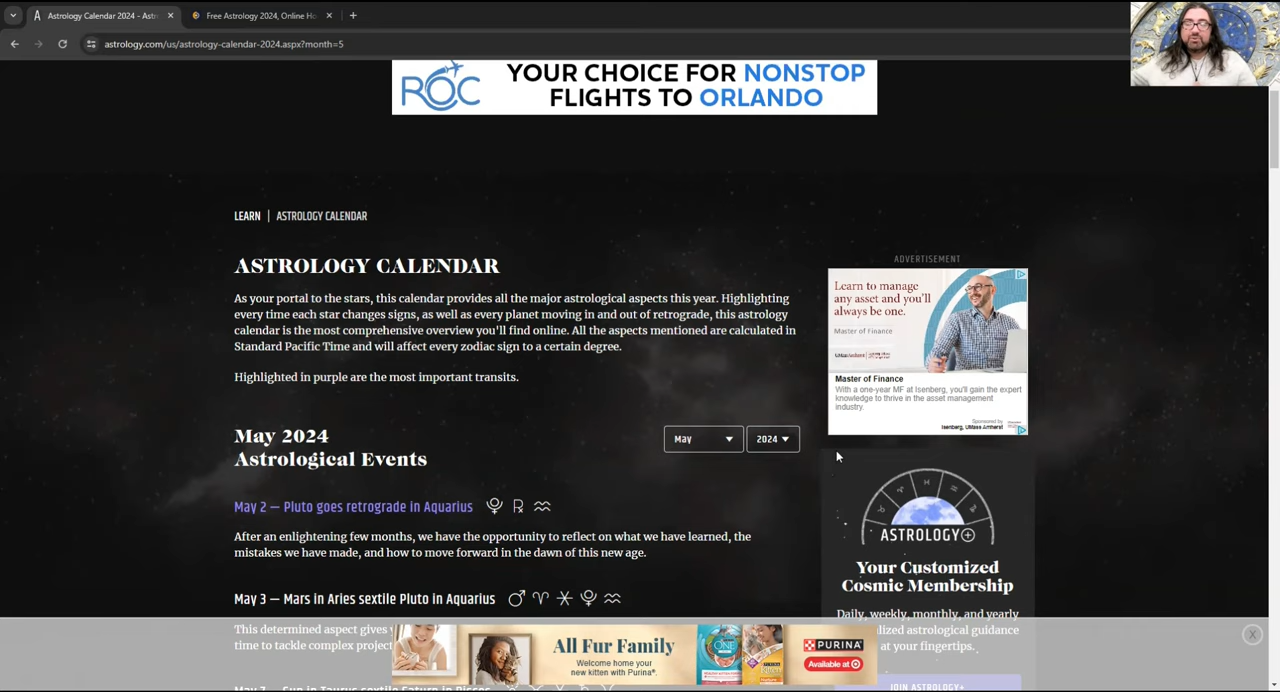 Astrology Calendar 2024 - Astr
Free Astrology 2024, Online Ho
astrology.com/us/astrology-calendar-2024.aspx?month=5
ROC
YOUR CHOICE FOR NONSTOP
FLIGHTS TO ORLANDO
LEARN | ASTROLOGY CALENDAR
ASTROLOGY CALENDAR
As your portal to the stars, this calendar provides all the major astrological aspects this year. Highlighting
every time each star changes signs, as well as every planet moving in and out of retrograde, this astrology
calendar is the most comprehensive overview you'll find online. All the aspects mentioned are calculated in
Standard Pacific Time and will affect every zodiac sign to a certain degree.
Highlighted in purple are the most important transits.
May 2024
Astrological Events
May
2024
May 2 — Pluto goes retrograde in Aquarius
After an enlightening few months, we have the opportunity to reflect on what we have learned, the
mistakes we have made, and how to move forward in the dawn of this new age.
May 3 — Mars in Aries sextile Pluto in Aquarius
This determined aspect gives
time to tackle complex project
ADVERTISEMENT
Learn to manage
any asset and you'll
always be one.
Master of Finance
Master of Finance
With a one-year MF at Isenberg, you'll gain the expert
knowledge to thrive in the asset management
industry.
Sponsored by
Isenberg, UMass Amherst
ASTROLOGY+
Your Customized
Cosmic Membership
Daily, weekly, monthly, and yearly
alized astrological guidance
at your fingertips.
JOIN ASTROLOGY+
All Fur Family
Welcome home your
new kitten with Purina®.
ONE
PURINA
Available at
X